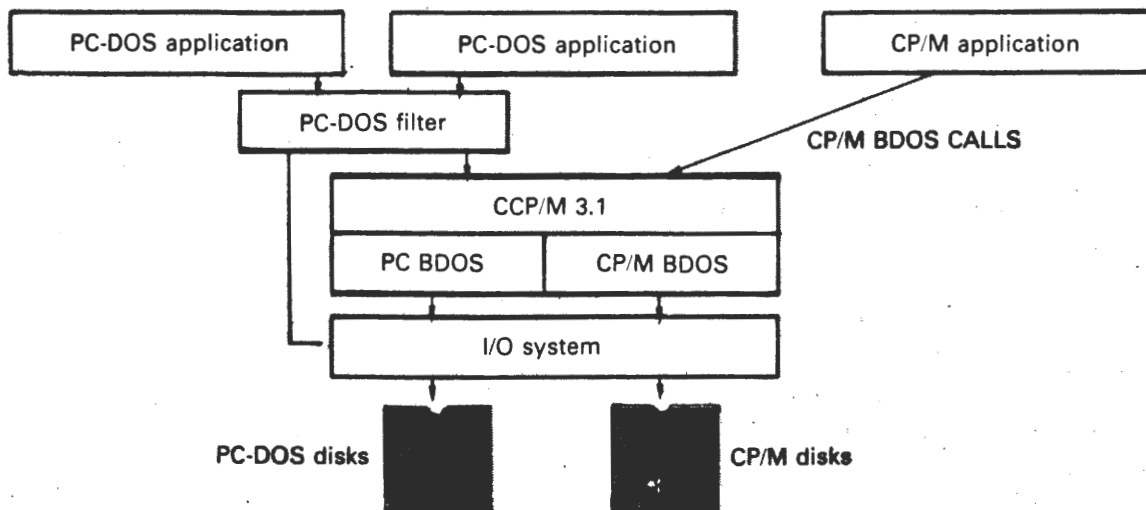 PC-DOS application
PC-DOS application
CP/M application
PC-DOS filter
CP/M BDOS CALLS
CCP/M 3.1
PC BDOS
CP/M BDOS
I/O system
PC-DOS disks
CP/M disks